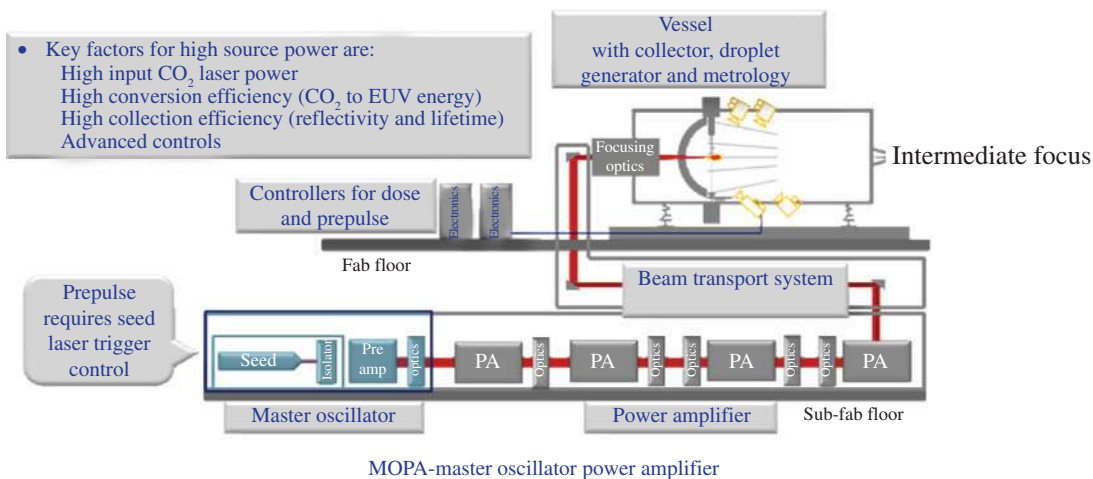 • Key factors for high source power are:
High input CO₂ laser power
High conversion efficiency (CO₂ to EUV energy)
High collection efficiency (reflectivity and lifetime)
Advanced controls
Vessel
with collector, droplet
generator and metrology
Focusing
optics
Intermediate focus
Controllers for dose
and prepulse
Electronics
Electronics
Fab floor
Beam transport system
Prepulse
requires seed
laser trigger
control
Seed
Isolator
Pre
amp
Optics
PA
Optics
PA
Optics
Optics
PA
Optics
Optics
PA
Master oscillator
Power amplifier
Sub-fab floor
MOPA-master oscillator power amplifier